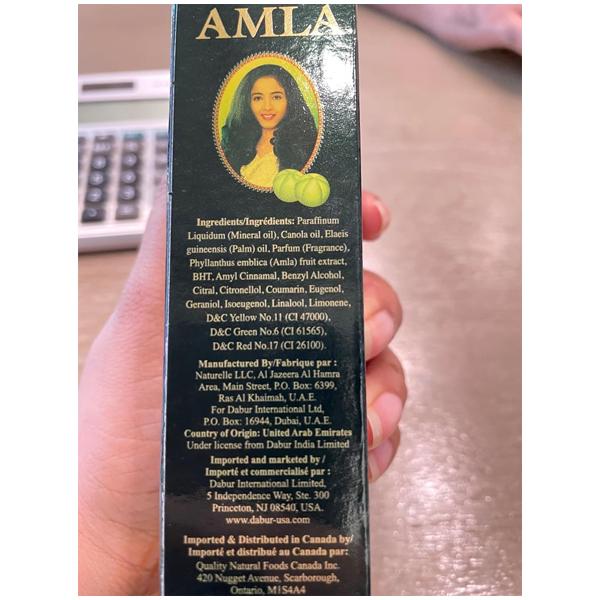 AMLA
Ingredients/Ingrédients: Paraffinum
Liquidum (Mineral oil), Canola oil, Elaeis
guineensis (Palm) oil, Parfum (Fragrance),
Phyllanthus emblica (Amla) fruit extract,
BHT, Amyl Cinnamal, Benzyl Alcohol,
Citral, Citronellol, Coumarin, Eugenol,
Geraniol, Isoeugenol, Linalool, Limonene,
D&C Yellow No.11 (CI 47000),
D&C Green No.6 (CI 61565),
D&C Red No.17 (CI 26100).
Manufactured By/Fabrique par :
Naturelle LLC, Al Jazeera Al Hamra
Area, Main Street, P.O. Box: 6399,
Ras Al Khaimah, U.A.E.
For Dabur International Ltd,
P.O. Box: 16944, Dubai, U.A.E.
Country of Origin: United Arab Emirates
Under license from Dabur India Limited
Imported and marketed by/
Importé et commercialisé par :
Dabur International Limited,
5 Independence Way, Ste. 300
Princeton, NJ 08540, USA.
www.dabur-usa.com
Imported & Distributed in Canada by/
Importé et distribué au Canada par:
Quality Natural Foods Canada Inc.
420 Nugget Avenue, Scarborough,
Ontario, M1S4A4